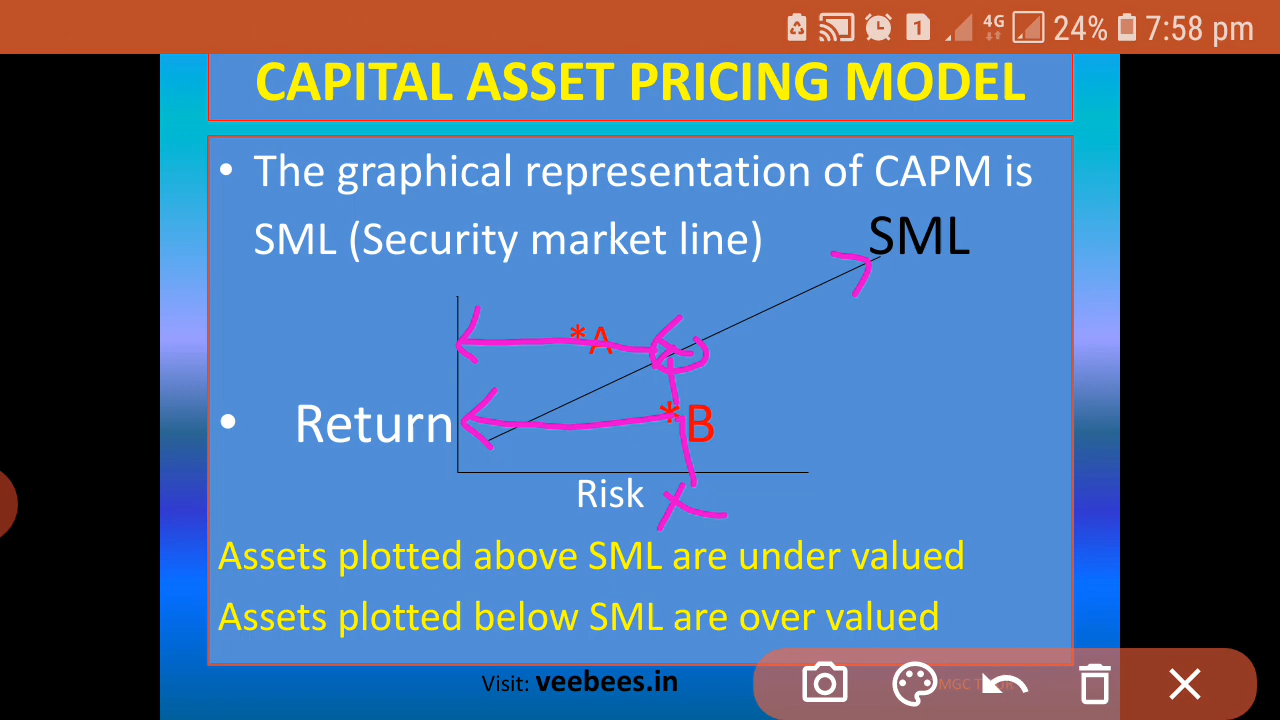 4G 24% 7:58 pm
CAPITAL ASSET PRICING MODEL
• The graphical representation of CAPM is
SML (Security market line)
SML
*A
• Return
*B
Risk
Assets plotted above SML are under valued
Assets plotted below SML are over valued
Visit: veebees.in